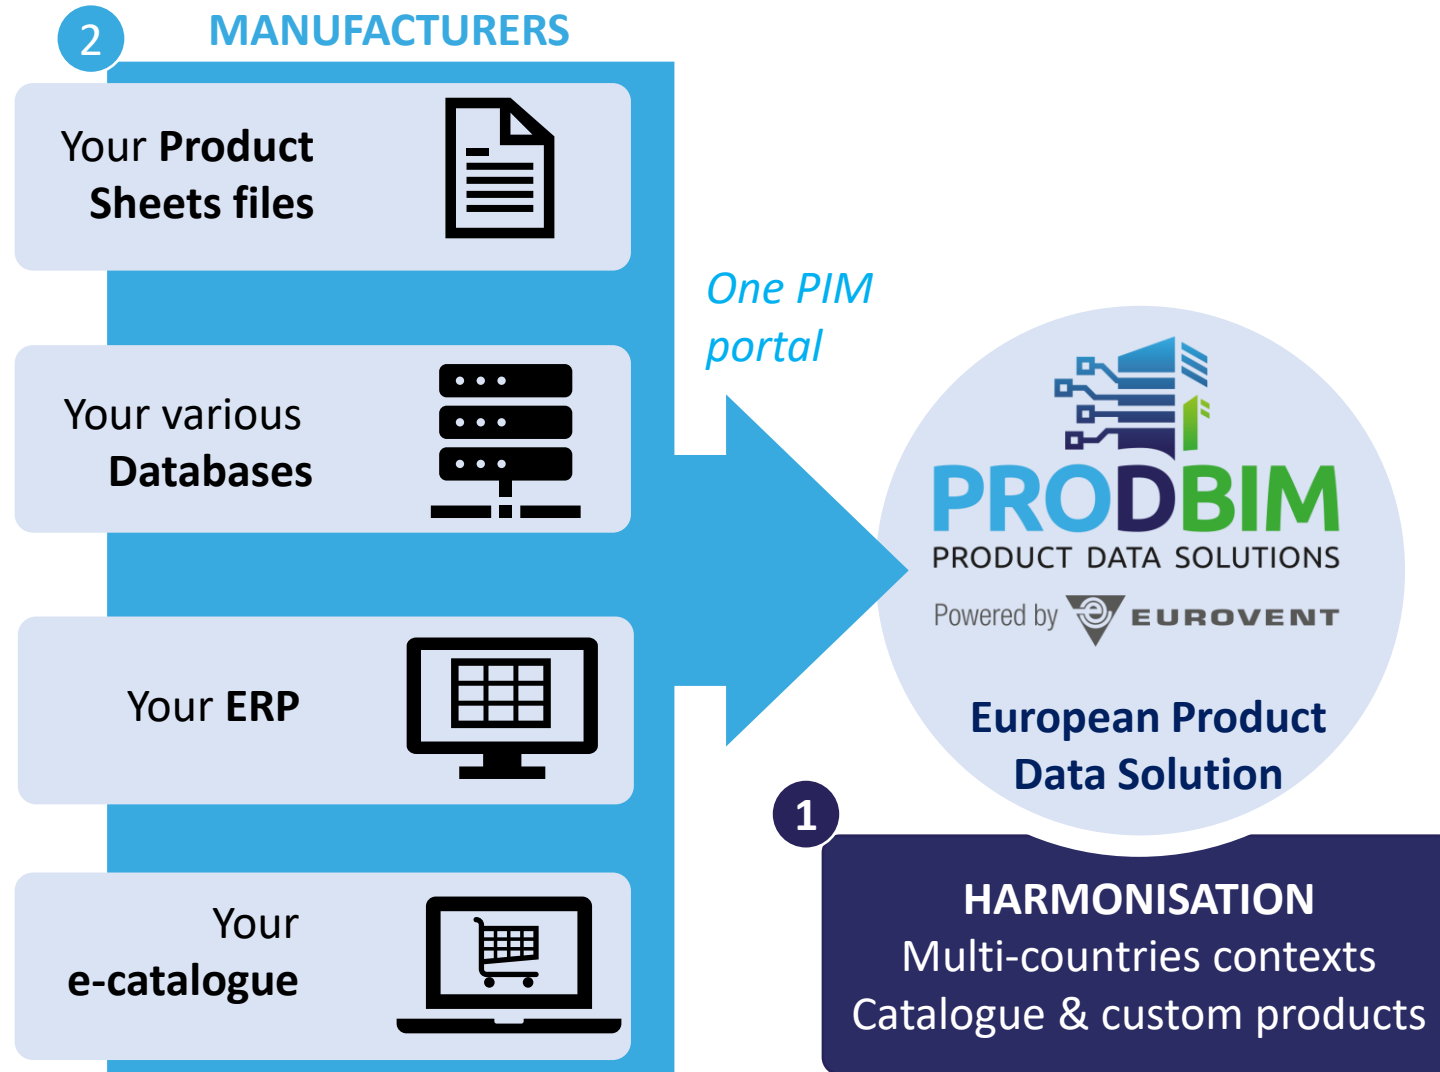 2
MANUFACTURERS
Your Product
Sheets files
Your various
Databases
Your ERP
Your
e-catalogue
One PIM
portal
PRODBIM
PRODUCT DATA SOLUTIONS
Powered by EUROVENT
European Product
Data Solution
1
HARMONISATION
Multi-countries contexts
Catalogue & custom products